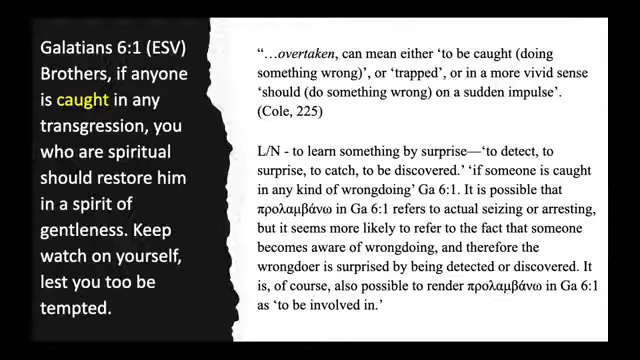 Galatians 6:1 (ESV)
Brothers, if anyone
is caught in any
transgression, you
who are spiritual
should restore him
in a spirit of
gentleness. Keep
watch on yourself,
lest you too be
tempted.
“…overtaken, can mean either ‘to be caught (doing
something wrong)’, or ‘trapped’, or in a more vivid sense
‘should (do something wrong) on a sudden impulse’.
(Cole, 225)
L/N - to learn something by surprise—‘to detect, to
surprise, to catch, to be discovered.’ ‘if someone is caught
in any kind of wrongdoing’ Ga 6:1. It is possible that
προλαμβάνω in Ga 6:1 refers to actual seizing or arresting,
but it seems more likely to refer to the fact that someone
becomes aware of wrongdoing, and therefore the
wrongdoer is surprised by being detected or discovered. It
is, of course, also possible to render προλαμβάνω in Ga 6:1
as ‘to be involved in.’